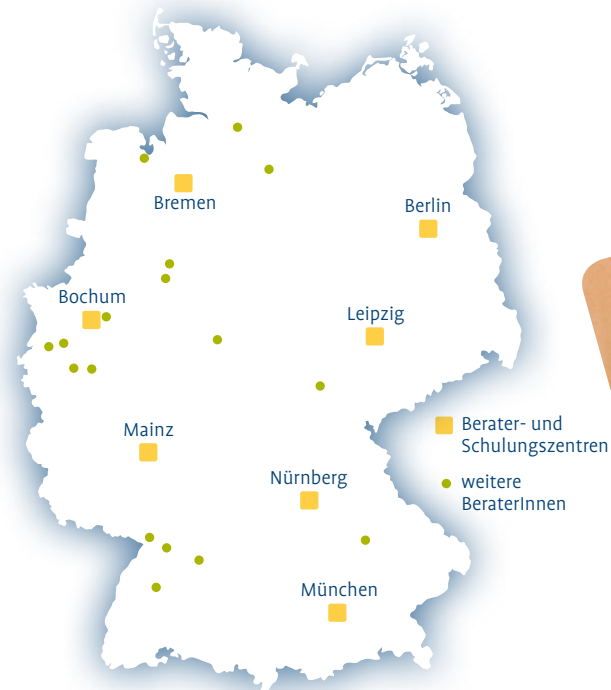 Bremen
Berlin
Bochum
Leipzig
Mainz
Berater- und
Schulungszentren
Nürnberg
weitere
BeraterInnen
München